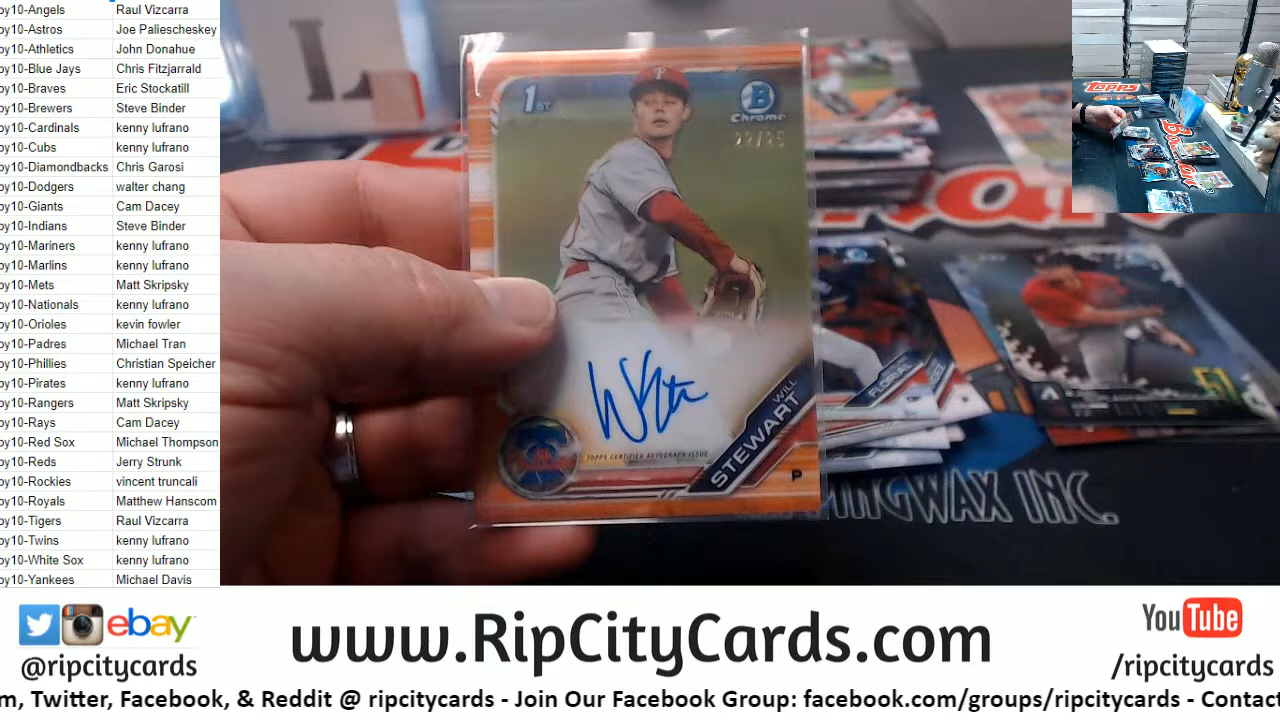 oy10-Angels Raul Vizcarra
oy10-Astros Joe Paliescheskey
oy10-Athletics John Donahue
oy10-Blue Jays Chris Fitzjarrald
oy10-Braves Eric Stockatill
oy10-Brewers Steve Binder
oy10-Cardinals kenny lufrano
oy10-Cubs kenny lufrano
oy10-Diamondbacks Chris Garosi
oy10-Dodgers walter chang
oy10-Giants Cam Dacey
oy10-Indians Steve Binder
oy10-Mariners kenny lufrano
oy10-Marlins kenny lufrano
oy10-Mets Matt Skripsky
oy10-Nationals kenny lufrano
oy10-Orioles kevin fowler
oy10-Padres Michael Tran
oy10-Phillies Christian Speicher
oy10-Pirates kenny lufrano
oy10-Rangers Matt Skripsky
oy10-Rays Cam Dacey
oy10-Red Sox Michael Thompson
oy10-Reds Jerry Strunk
oy10-Rockies vincent truncali
oy10-Royals Matthew Hanscom
oy10-Tigers Raul Vizcarra
oy10-Twins kenny lufrano
oy10-White Sox kenny lufrano
oy10-Yankees Michael Davis
1ST
B
Chrome
TOPPS CERTIFIED AUTOGRAPH ISSUE
WILL
STEWART
P
FLORIAL
51
INGWAX INC.
TOPPS
ebay
@ripcitycards
www.RipCityCards.com
YouTube
/ripcitycards
m, Twitter, Facebook, & Reddit @ ripcitycards - Join Our Facebook Group: facebook.com/groups/ripcitycards - Contac